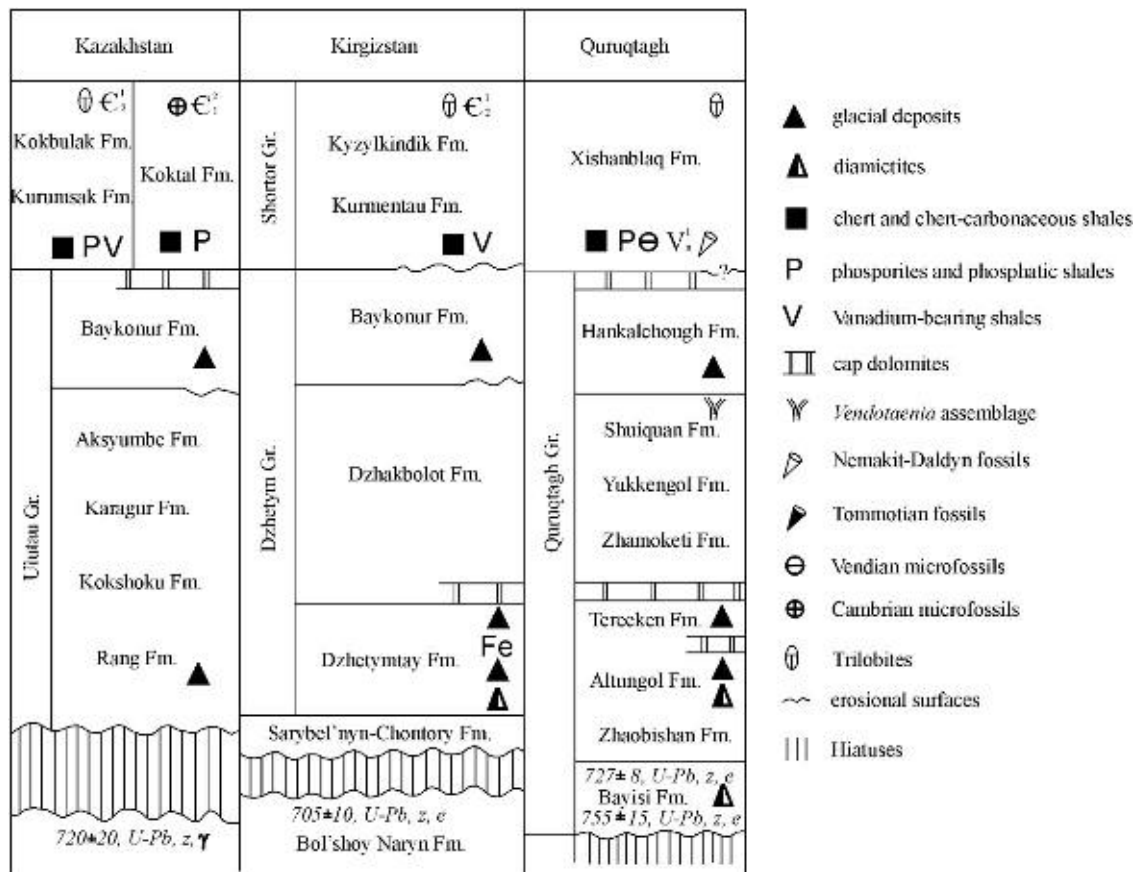 Kazakhstan
Kirgizstan
Quruqtagh
Є
Є
Є
Kokbulak Fm.
Kurumsak Fm.
Koktal Fm.
PV
P
Shortor Gr.
Kyzylkindik Fm.
Kurmentau Fm.
V
Xishanblaq Fm.
P V
?
Uiutau Gr.
Baykonur Fm.
Aksyumbe Fm.
Karagur Fm.
Kokshoku Fm.
Rang Fm.
720±20, U-Pb, z, γ
Dzhetym Gr.
Baykonur Fm.
Dzhakbolot Fm.
Fe
Dzhetymtay Fm.
Sarybel'nyn-Chontory Fm.
705±10, U-Pb, z, e
Bol'shoy Naryn Fm.
Quruqtagh Gr.
Hankalchough Fm.
Shuiquan Fm.
Yukkengol Fm.
Zhamoketi Fm.
Tereeken Fm.
Altungol Fm.
Zhaobishan Fm.
727±8, U-Pb, z, e
Bayisi Fm.
755±15, U-Pb, z, e
glacial deposits
diamictites
chert and chert-carbonaceous shales
P phosporites and phosphatic shales
V Vanadium-bearing shales
cap dolomites
Vendotaenia assemblage
Nemakit-Daldyn fossils
Tommotian fossils
Vendian microfossils
Cambrian microfossils
Trilobites
erosional surfaces
Hiatuses